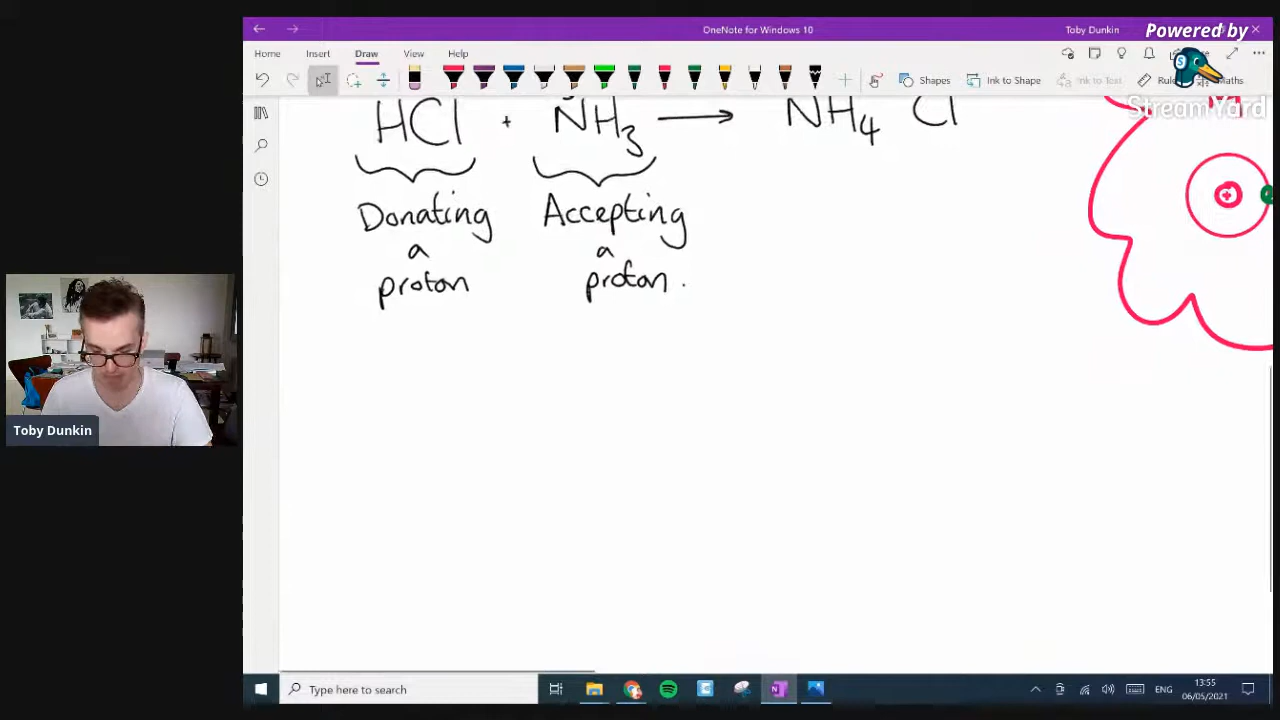 OneNote for Windows 10
Toby Dunkin
Powered by
Home Insert Draw View Help
Shapes Ink to Shape Ink to Text Maths
StreamYard
HCl + NH3 → NH4 Cl
Donating Accepting
a a
proton proton.
Toby Dunkin
Type here to search
ENG
13:55
06/05/2021